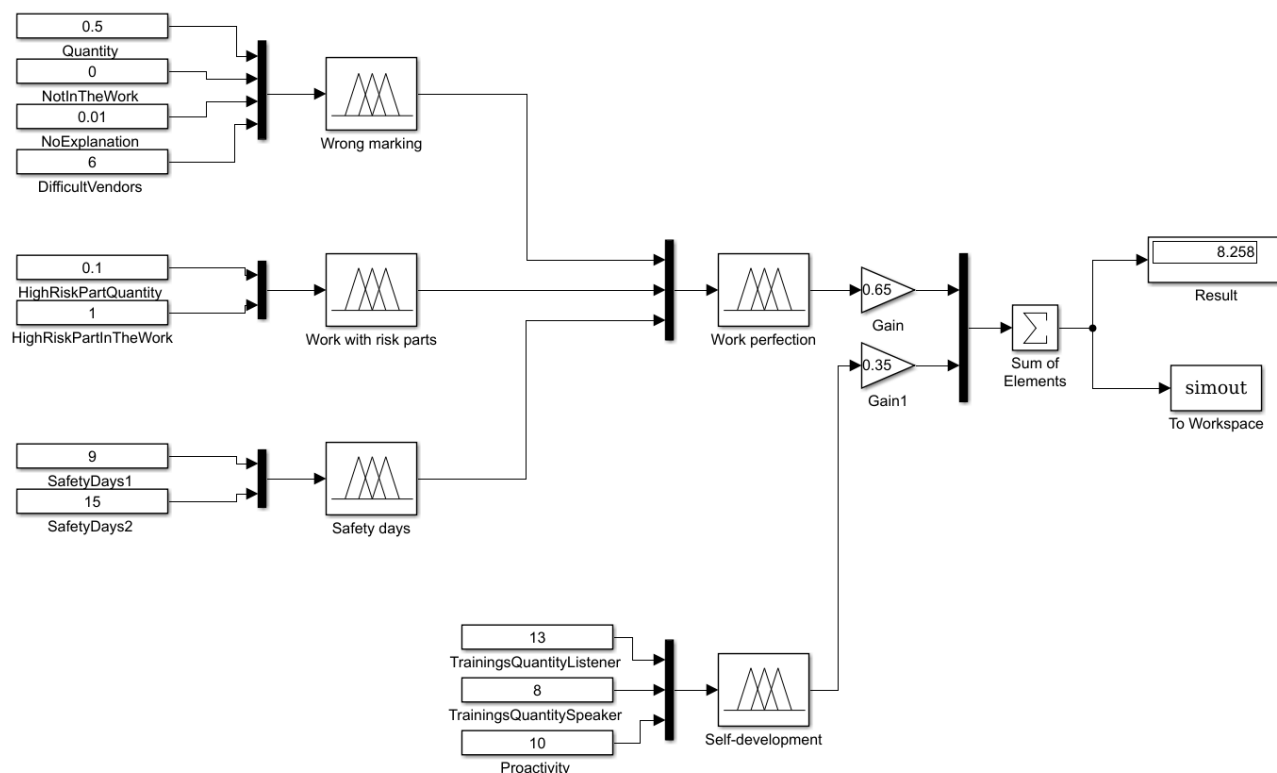 0.5
Quantity
0
NotInTheWork
0.01
NoExplanation
6
DifficultVendors
Wrong marking
0.1
HighRiskPartQuantity
1
HighRiskPartInTheWork
Work with risk parts
9
SafetyDays1
15
SafetyDays2
Safety days
Work perfection
0.65
Gain
0.35
Gain1
13
TrainingsQuantityListener
8
TrainingsQuantitySpeaker
10
Proactivity
Self-development
Σ
Sum of
Elements
8.258
Result
simout
To Workspace